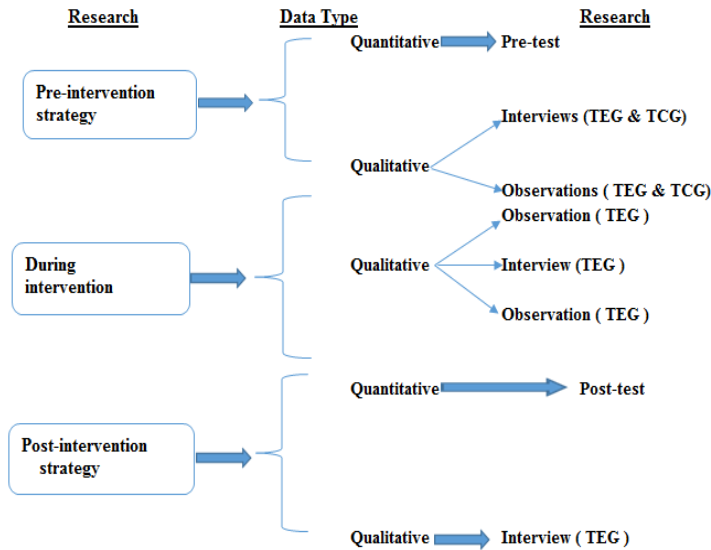 Research
Data Type
Research
Quantitative
Pre-test
Pre-intervention
strategy
Interviews (TEG & TCG)
Qualitative
Observations ( TEG & TCG)
Observation ( TEG )
During
intervention
Qualitative
Interview (TEG )
Observation ( TEG )
Quantitative
Post-test
Post-intervention
strategy
Qualitative
Interview ( TEG )